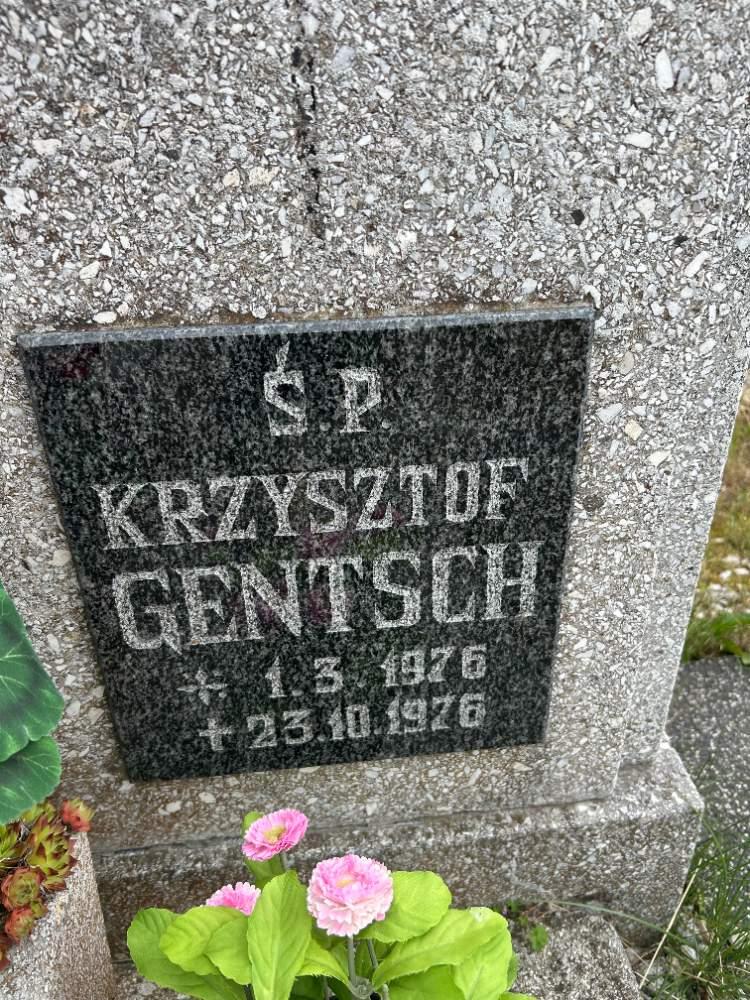 Ś.P.
KRZYSZTOF
GENTSCH
* 1.3.1976
+ 23.10.1976